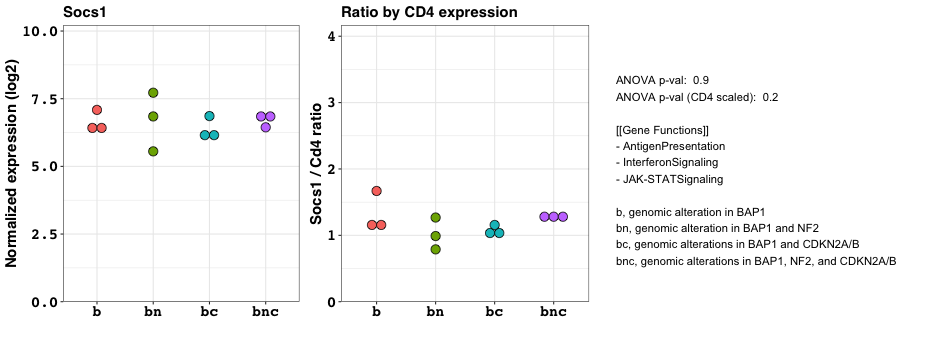 Socs1
Normalized expression (log2)
10.0
7.5
5.0
2.5
0.0
b bn bc bnc
Ratio by CD4 expression
Socs1 / Cd4 ratio
4
3
2
1
0
b bn bc bnc
ANOVA p-val:  0.9
ANOVA p-val (CD4 scaled):  0.2
[[Gene Functions]]
- AntigenPresentation
- InterferonSignaling
- JAK-STATSignaling
b, genomic alteration in BAP1
bn, genomic alteration in BAP1 and NF2
bc, genomic alterations in BAP1 and CDKN2A/B
bnc, genomic alterations in BAP1, NF2, and CDKN2A/B